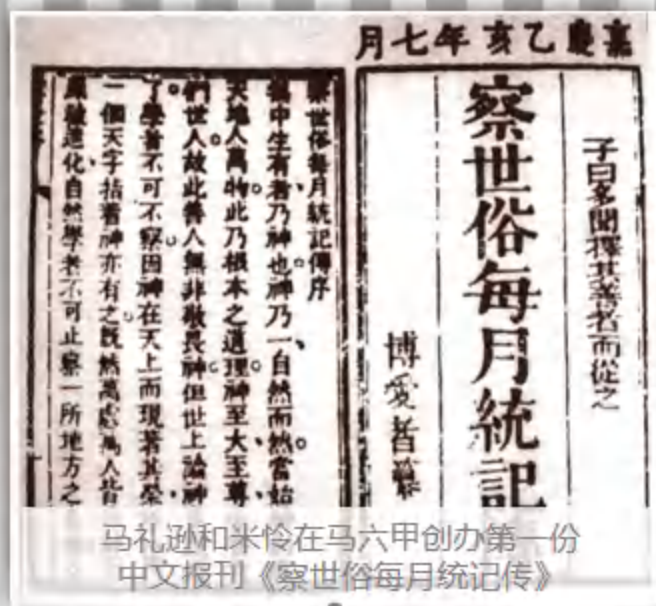 嘉慶乙亥年七月
子曰多聞擇其善者而從之
察世俗每月統記
博愛者纂
察世俗每月統記傳序
無中生有者、乃神也。神乃一、自然而然。當始
天地人萬物。此乃根本之道理。神至大、至尊、
們世人。故此善人無非敬畏神。但世上論神
了。學者不可不察。因神在天上而現著其榮、
一個天字指著神亦有之。既然萬處萬人、皆
原被造化、自然學者不可止察一所地方之
马礼逊和米怜在马六甲创办第一份
中文报刊《察世俗每月统记传》